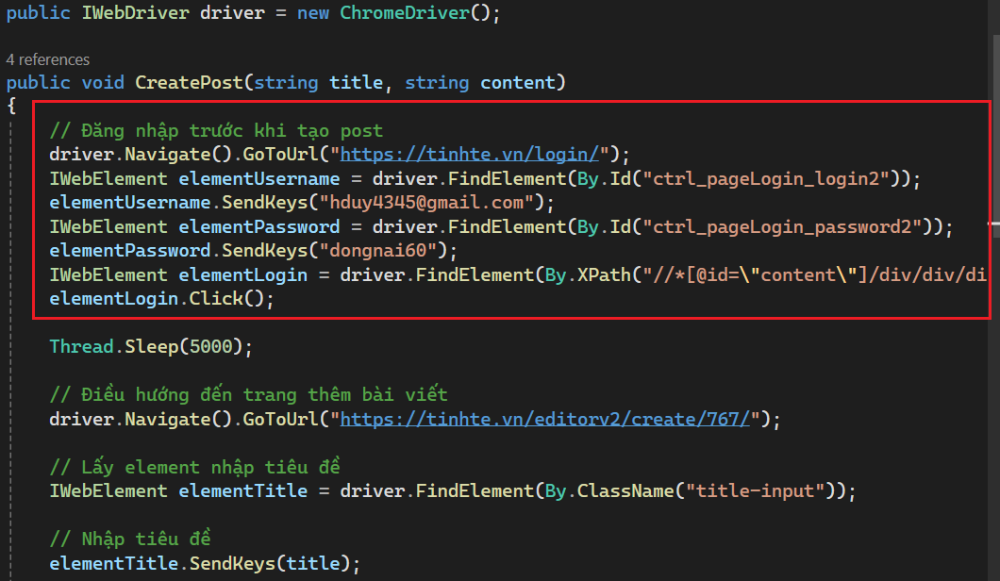 public IWebDriver driver = new ChromeDriver();
4 references
public void CreatePost(string title, string content)
{
// Đăng nhập trước khi tạo post
driver.Navigate().GoToUrl("https://tinhte.vn/login/");
IWebElement elementUsername = driver.FindElement(By.Id("ctrl_pageLogin_login2"));
elementUsername.SendKeys("hduy4345@gmail.com");
IWebElement elementPassword = driver.FindElement(By.Id("ctrl_pageLogin_password2"));
elementPassword.SendKeys("dongnai60");
IWebElement elementLogin = driver.FindElement(By.XPath("//*[@id=\"content\"]/div/div/di
elementLogin.Click();
Thread.Sleep(5000);
// Điều hướng đến trang thêm bài viết
driver.Navigate().GoToUrl("https://tinhte.vn/editorv2/create/767/");
// Lấy element nhập tiêu đề
IWebElement elementTitle = driver.FindElement(By.ClassName("title-input"));
// Nhập tiêu đề
elementTitle.SendKeys(title);